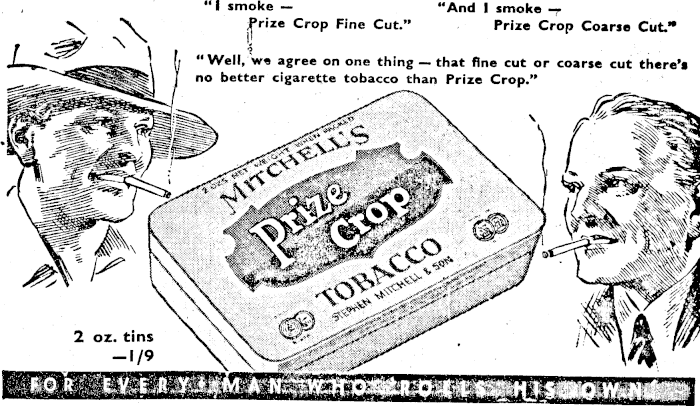 "I smoke —
Prize Crop Fine Cut."
"And I smoke —
Prize Crop Coarse Cut."
"Well, we agree on one thing — that fine cut or coarse cut there's
no better cigarette tobacco than Prize Crop."
2 OZS NET WEIGHT WHEN PACKED
MITCHELL'S
Prize
Crop
TOBACCO
STEPHEN MITCHELL & SON
2 oz. tins
—1/9
FOR EVERY MAN WHO ROLLS HIS OWN